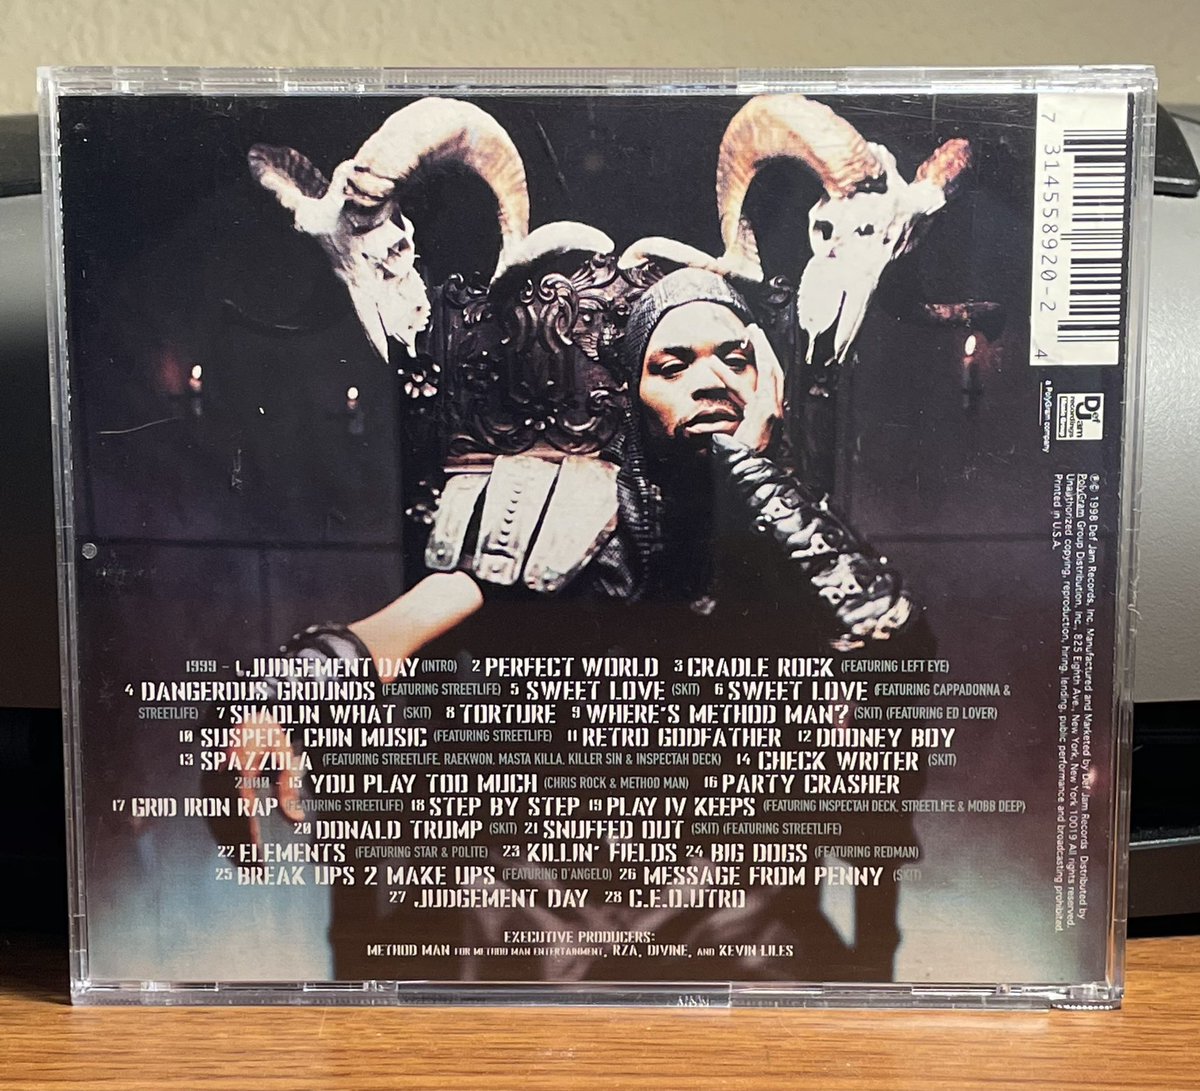 1999 - 1. JUDGEMENT DAY (INTRO) 2 PERFECT WORLD 3 CRADLE ROCK (FEATURING LEFT EYE)
4 DANGEROUS GROUNDS (FEATURING STREETLIFE) 5 SWEET LOVE (SKIT) 6 SWEET LOVE (FEATURING CAPPADONNA &
STREETLIFE) 7 SHAOLIN WHAT (SKIT) 8 TORTURE 9 WHERE'S METHOD MAN? (SKIT) (FEATURING ED LOVER)
10 SUSPECT CHIN MUSIC (FEATURING STREETLIFE) 11 RETRO GODFATHER 12 DOONEY BOY
13 SPAZZOLA (FEATURING STREETLIFE, RAEKWON, MASTA KILLA, KILLER SIN & INSPECTAH DECK) 14 CHECK WRITER (SKIT)
2000 - 15 YOU PLAY TOO MUCH (CHRIS ROCK & METHOD MAN) 16 PARTY CRASHER
17 GRID IRON RAP (FEATURING STREETLIFE) 18 STEP BY STEP 19 PLAY IV KEEPS (FEATURING INSPECTAH DECK, STREETLIFE & MOBB DEEP)
20 DONALD TRUMP (SKIT) 21 SNUFFED OUT (SKIT) (FEATURING STREETLIFE)
22 ELEMENTS (FEATURING STAR & POLITE) 23 KILLIN' FIELDS 24 BIG DOGS (FEATURING REDMAN)
25 BREAK UPS 2 MAKE UPS (FEATURING D'ANGELO) 26 MESSAGE FROM PENNY (SKIT)
27 JUDGEMENT DAY 28 C.E.O.UTRO
EXECUTIVE PRODUCERS:
METHOD MAN FOR METHOD MAN ENTERTAINMENT, RZA, DIVINE, AND KEVIN LILES
7 31455 8920-2 4
Def
Jam
recordings
Music Group
a PolyGram company
℗© 1998 Def Jam Records, Inc. Manufactured and Marketed by Def Jam Records Distributed by
PolyGram Group Distribution, Inc., 825 Eighth Ave., New York, New York 10019 All rights reserved.
Unauthorized copying, reproduction, hiring, lending, public performance and broadcasting prohibited.
Printed in U.S.A.